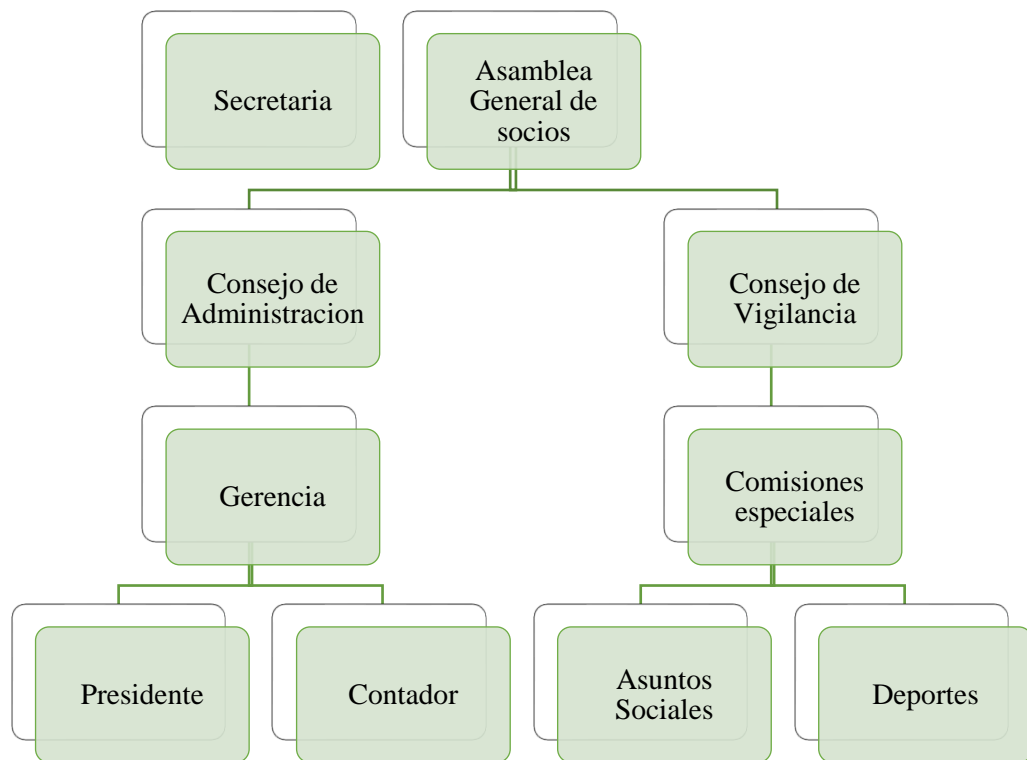 Secretaria
Asamblea
General de
socios
Consejo de
Administracion
Consejo de
Vigilancia
Gerencia
Comisiones
especiales
Presidente
Contador
Asuntos
Sociales
Deportes